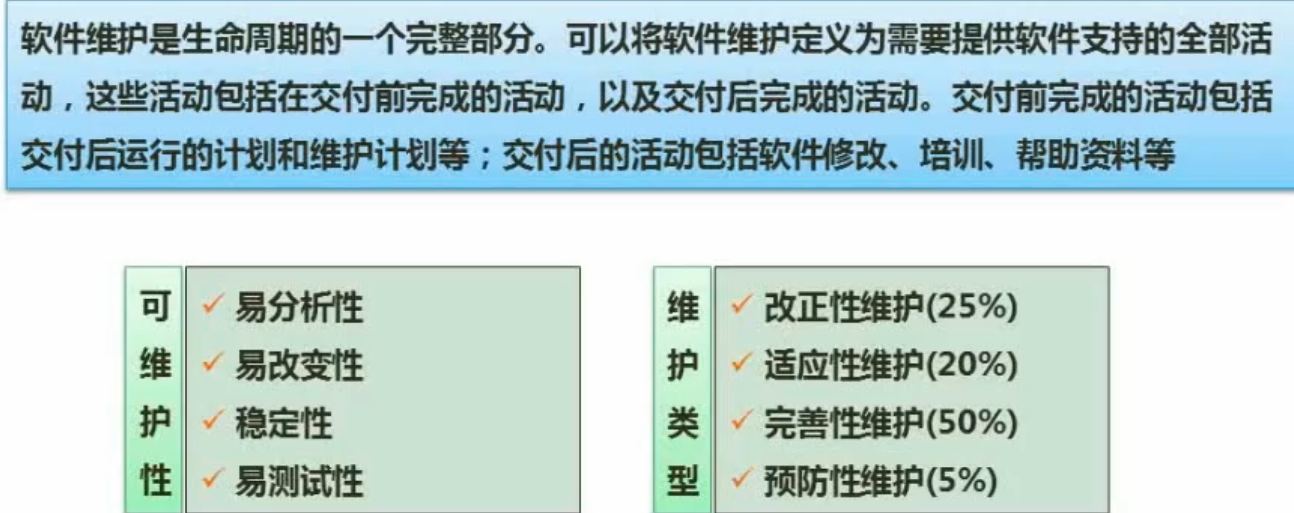 软件维护是生命周期的一个完整部分。可以将软件维护定义为需要提供软件支持的全部活
动，这些活动包括在交付前完成的活动，以及交付后完成的活动。交付前完成的活动包括
交付后运行的计划和维护计划等；交付后的活动包括软件修改、培训、帮助资料等
可维护性
✓ 易分析性
✓ 易改变性
✓ 稳定性
✓ 易测试性
维护类型
✓ 改正性维护(25%)
✓ 适应性维护(20%)
✓ 完善性维护(50%)
✓ 预防性维护(5%)